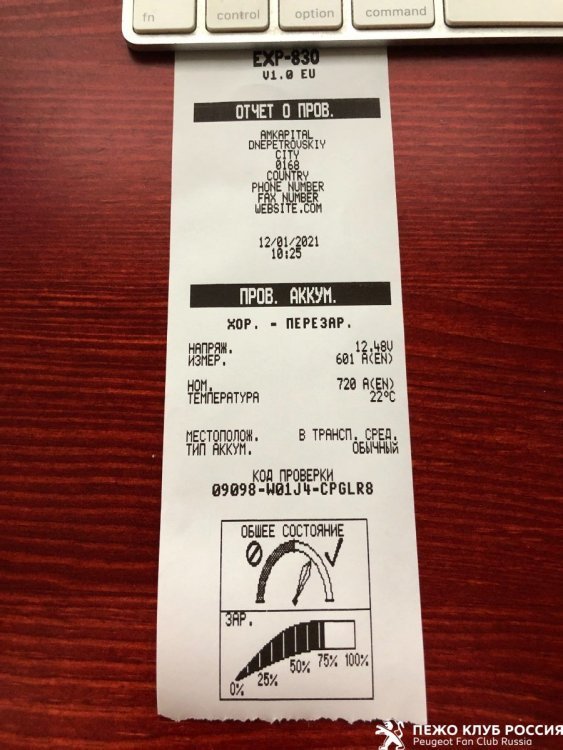 fn
control
option
command
EXP-830
V1.0 EU
ОТЧЕТ О ПРОВ.
AMKAPITAL
DNEPETROVSKIY
CITY
0168
COUNTRY
PHONE NUMBER
FAX NUMBER
WEBSITE.COM
12/01/2021
10:25
ПРОВ. АККУМ.
ХОР. - ПЕРЕЗАР.
НАПРЯЖ. 12.48V
ИЗМЕР. 601 A(EN)
НОМ. 720 A(EN)
ТЕМПЕРАТУРА 22°C
МЕСТОПОЛОЖ. В ТРАНСП. СРЕД.
ТИП АККУМ. ОБЫЧНЫЙ
КОД ПРОВЕРКИ
09098-W01J4-CPGLR8
ОБЩЕЕ СОСТОЯНИЕ
ЗАР.
0% 25% 50% 75% 100%
ПЕЖО КЛУБ РОССИЯ
Peugeot Fan Club Russia